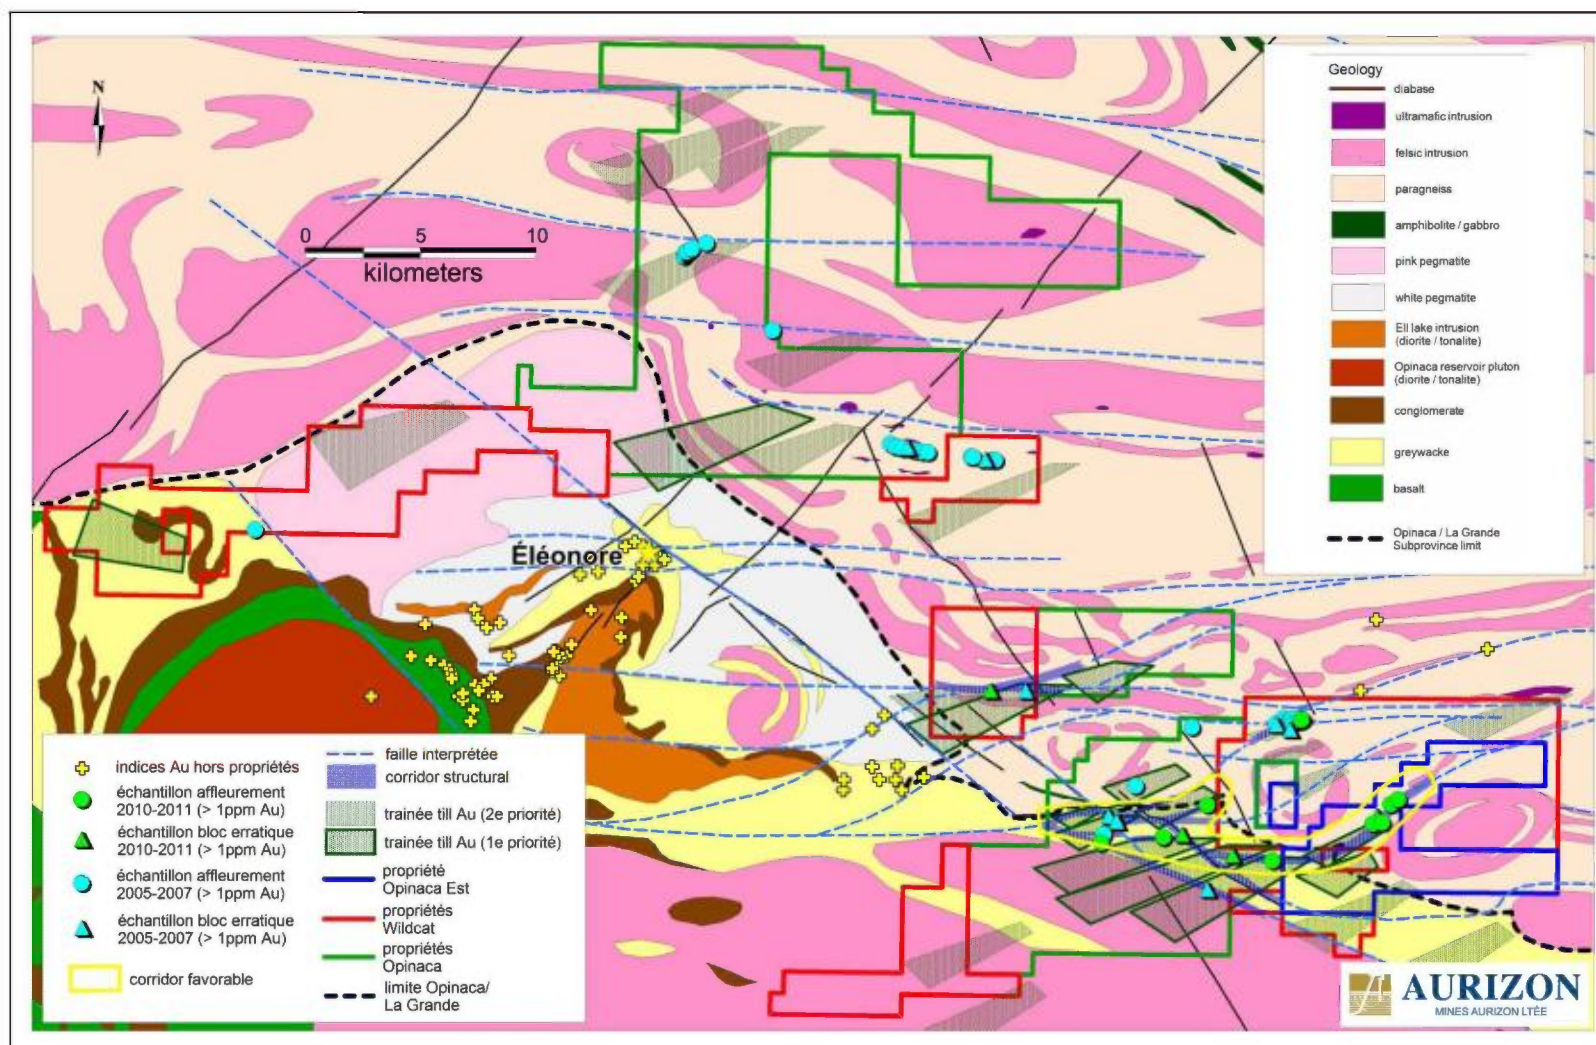 N
0 5 10
kilometers
Éléonore
Geology
diabase
ultramafic intrusion
felsic intrusion
paragneiss
amphibolite / gabbro
pink pegmatite
white pegmatite
Ell lake intrusion
(diorite / tonalite)
Opinaca reservoir pluton
(diorite / tonalite)
conglomerate
greywacke
basalt
Opinaca / La Grande
Subprovince limit
indices Au hors propriétés
échantillon affleurement
2010-2011 (> 1ppm Au)
échantillon bloc erratique
2010-2011 (> 1ppm Au)
échantillon affleurement
2005-2007 (> 1ppm Au)
échantillon bloc erratique
2005-2007 (> 1ppm Au)
corridor favorable
faille interprétée
corridor structural
trainée till Au (2e priorité)
trainée till Au (1e priorité)
propriété
Opinaca Est
propriétés
Wildcat
propriétés
Opinaca
limite Opinaca/
La Grande
AURIZON
MINES AURIZON LTÉE